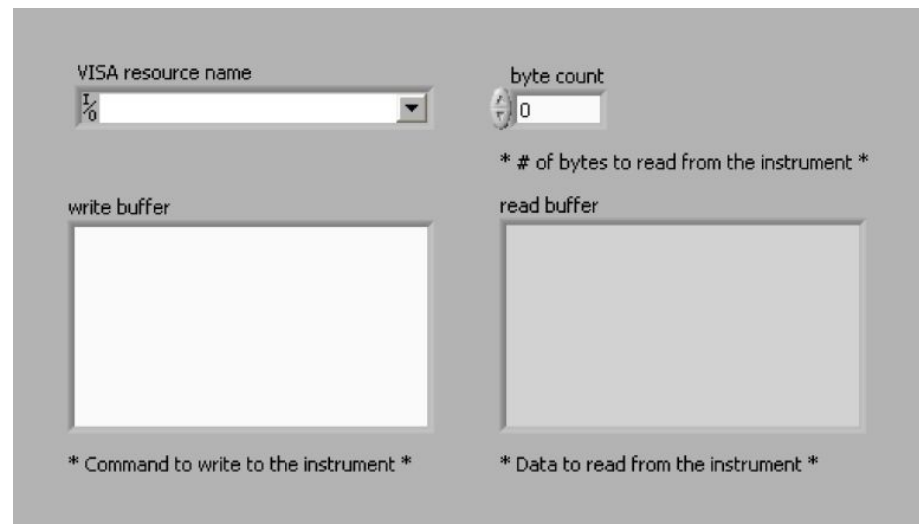 VISA resource name
I/O
byte count
0
* # of bytes to read from the instrument *
write buffer
read buffer
* Command to write to the instrument *
* Data to read from the instrument *